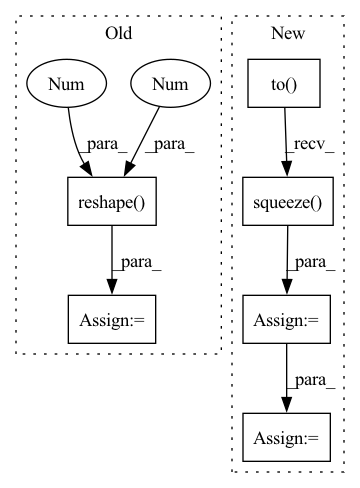 Old
New
Num
Num
to()
_para_
_para_
_recv_
reshape()
squeeze()
_para_
_para_
Assign:=
Assign:=
_para_
Assign:=